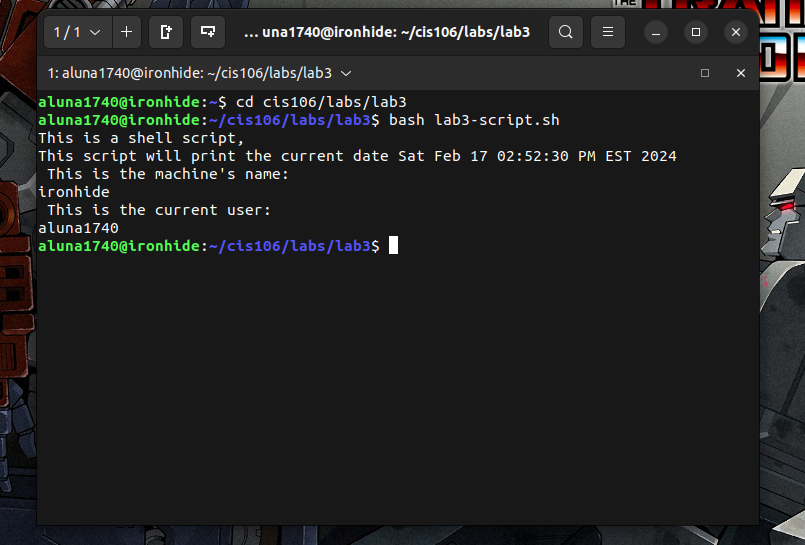 1 / 1
... una1740@ironhide: ~/cis106/labs/lab3
1: aluna1740@ironhide: ~/cis106/labs/lab3
aluna1740@ironhide:~$ cd cis106/labs/lab3
aluna1740@ironhide:~/cis106/labs/lab3$ bash lab3-script.sh
This is a shell script,
This script will print the current date Sat Feb 17 02:52:30 PM EST 2024
 This is the machine's name:
ironhide
 This is the current user:
aluna1740
aluna1740@ironhide:~/cis106/labs/lab3$
THE